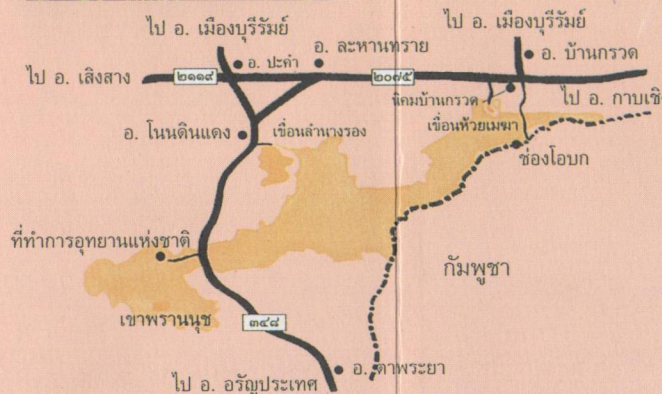 ไป อ. เมืองบุรีรัมย์
ไป อ. เมืองบุรีรัมย์
อ. ละหานทราย
อ. บ้านกรวด
อ. ปะคำ
ไป อ. เสิงสาง
๒๑๑๙
๒๐๗๕
นิคมบ้านกรวด
ไป อ. กาบเชิ
อ. โนนดินแดง
เขื่อนลำนางรอง
เขื่อนห้วยเมฆา
ช่องโอบก
ที่ทำการอุทยานแห่งชาติ
กัมพูชา
เขาพรานนุช
๓๔๘
อ. ตาพระยา
ไป อ. อรัญประเทศ